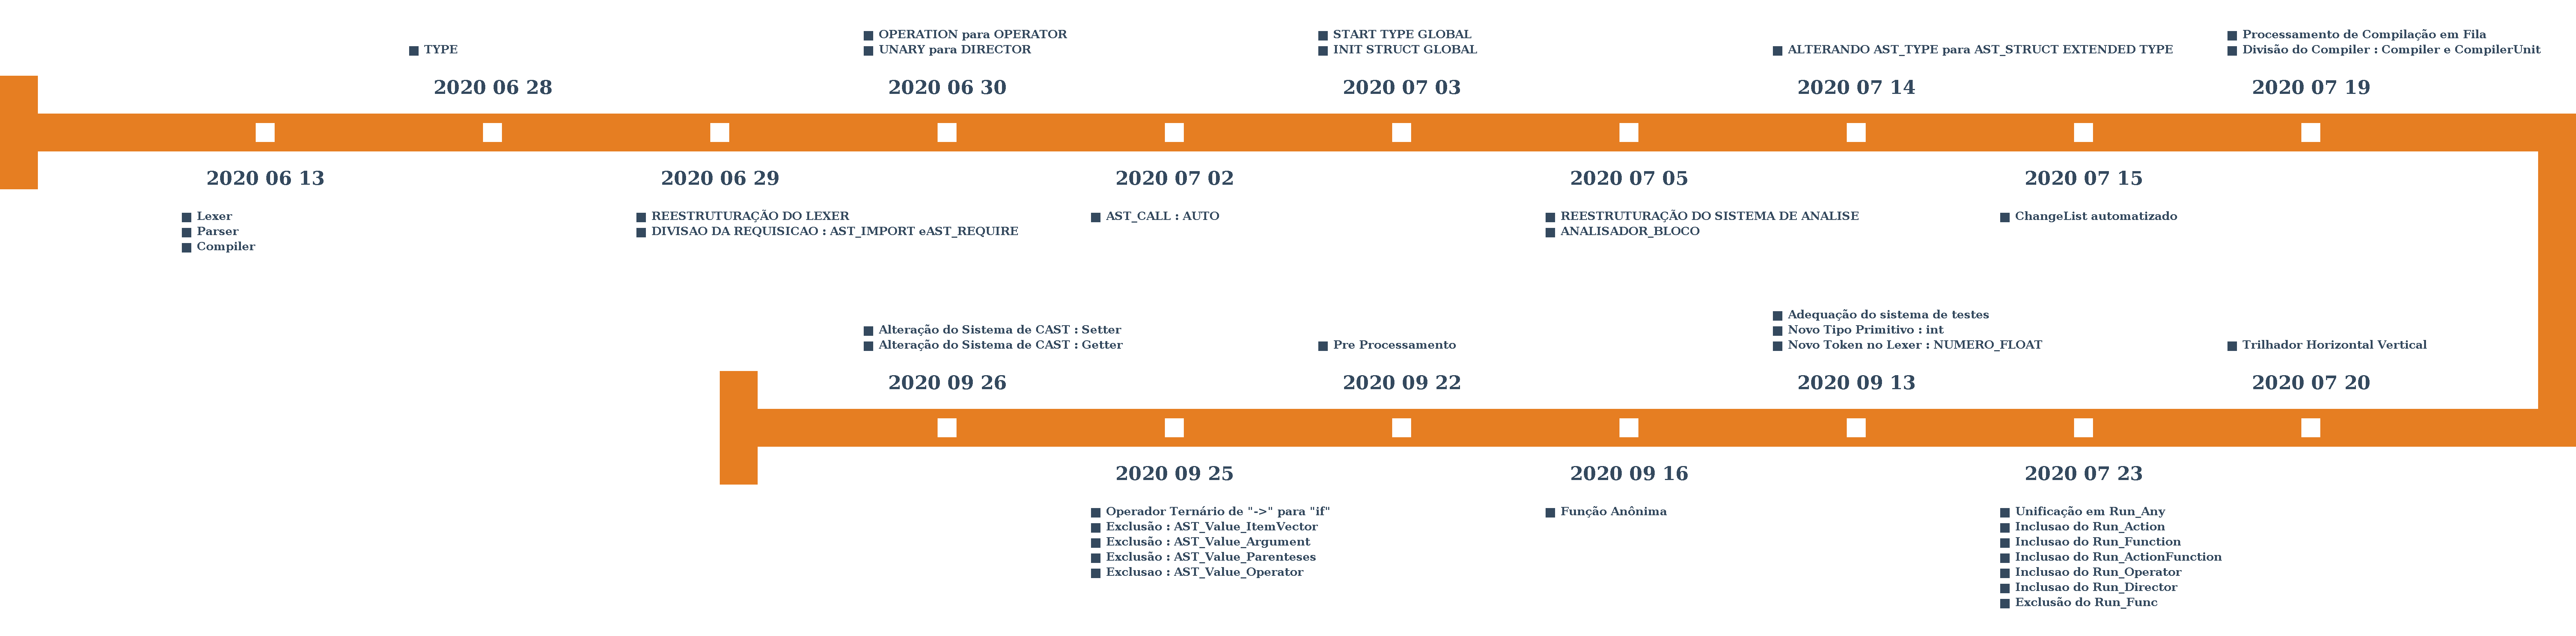 ■ TYPE
2020 06 28
■ OPERATION para OPERATOR
■ UNARY para DIRECTOR
2020 06 30
■ START TYPE GLOBAL
■ INIT STRUCT GLOBAL
2020 07 03
■ ALTERANDO AST_TYPE para AST_STRUCT EXTENDED TYPE
2020 07 14
■ Processamento de Compilação em Fila
■ Divisão do Compiler : Compiler e CompilerUnit
2020 07 19
2020 06 13
■ Lexer
■ Parser
■ Compiler
2020 06 29
■ REESTRUTURAÇÃO DO LEXER
■ DIVISAO DA REQUISICAO : AST_IMPORT eAST_REQUIRE
2020 07 02
■ AST_CALL : AUTO
2020 07 05
■ REESTRUTURAÇÃO DO SISTEMA DE ANALISE
■ ANALISADOR_BLOCO
2020 07 15
■ ChangeList automatizado
■ Alteração do Sistema de CAST : Setter
■ Alteração do Sistema de CAST : Getter
2020 09 26
■ Pre Processamento
2020 09 22
■ Adequação do sistema de testes
■ Novo Tipo Primitivo : int
■ Novo Token no Lexer : NUMERO_FLOAT
2020 09 13
■ Trilhador Horizontal Vertical
2020 07 20
2020 09 25
■ Operador Ternário de "->" para "if"
■ Exclusão : AST_Value_ItemVector
■ Exclusão : AST_Value_Argument
■ Exclusão : AST_Value_Parenteses
■ Exclusao : AST_Value_Operator
2020 09 16
■ Função Anônima
2020 07 23
■ Unificação em Run_Any
■ Inclusao do Run_Action
■ Inclusao do Run_Function
■ Inclusao do Run_ActionFunction
■ Inclusao do Run_Operator
■ Inclusao do Run_Director
■ Exclusão do Run_Func